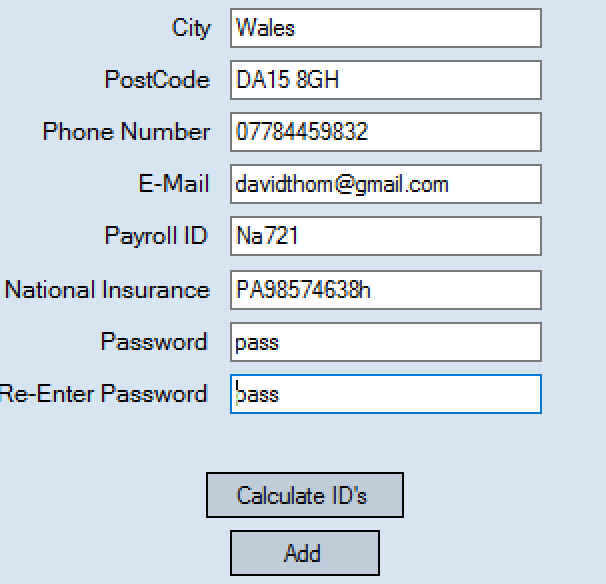 City Wales
PostCode DA15 8GH
Phone Number 07784459832
E-Mail davidthom@gmail.com
Payroll ID Na721
National Insurance PA98574638h
Password pass
Re-Enter Password pass
Calculate ID's
Add